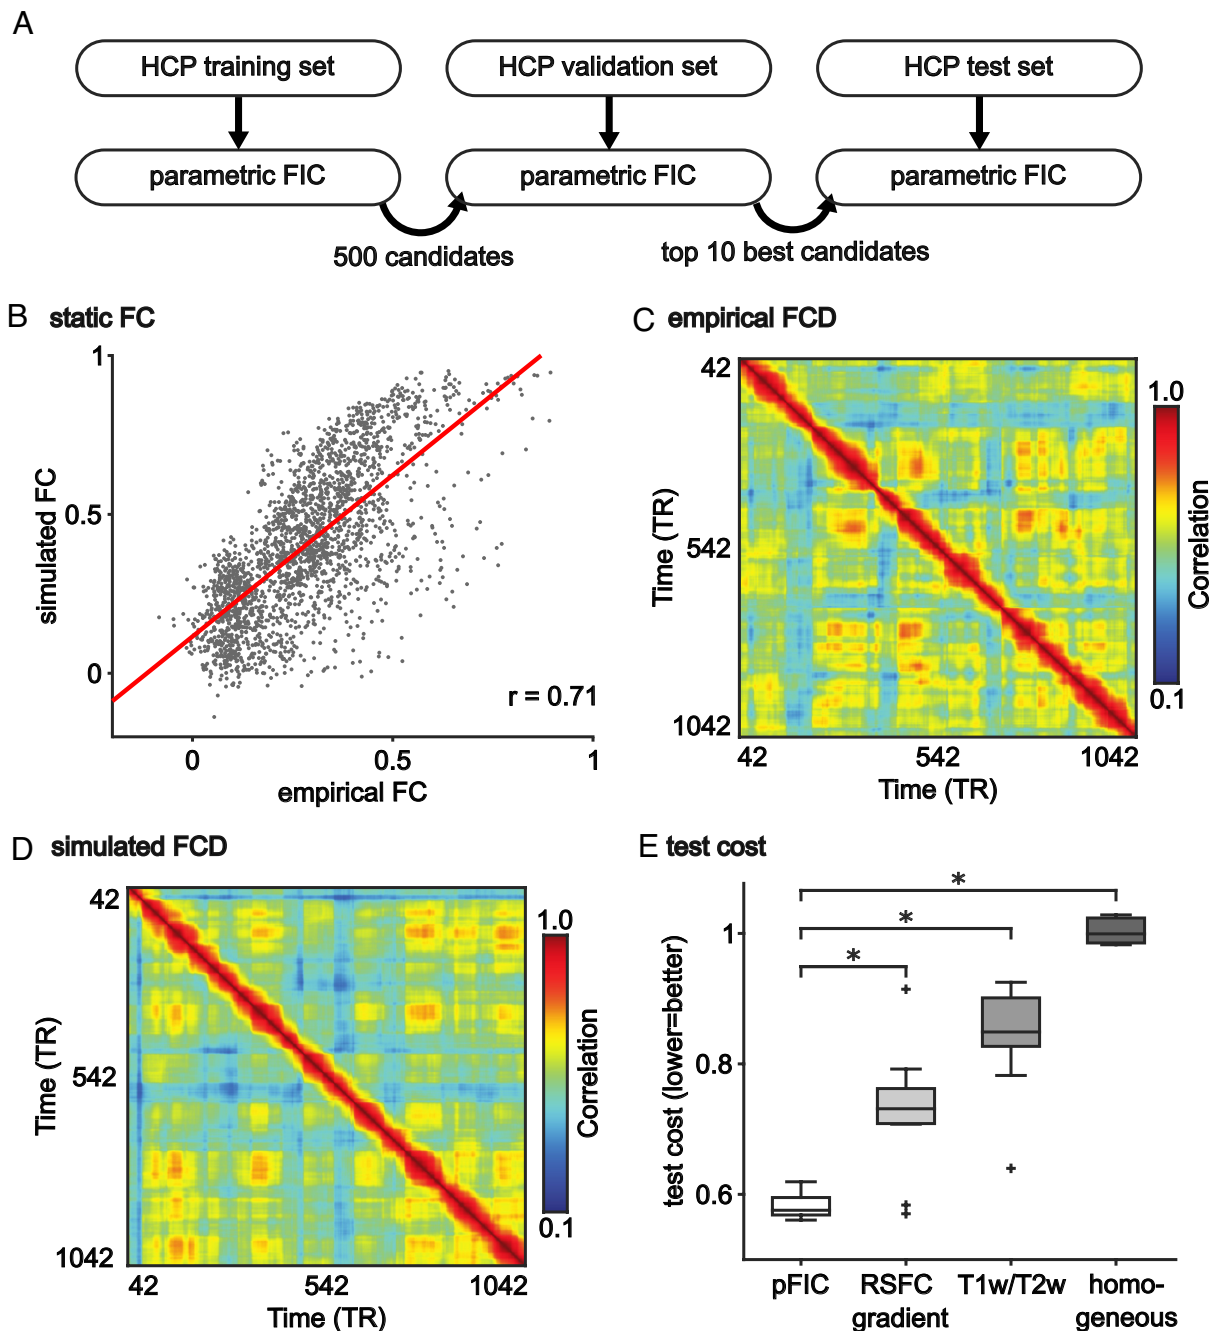 A
HCP training set
HCP validation set
HCP test set
parametric FIC
parametric FIC
parametric FIC
500 candidates
top 10 best candidates
B static FC
1
0.5
0
simulated FC
r = 0.71
0
0.5
1
empirical FC
C empirical FCD
42
542
1042
Time (TR)
42
542
1042
Time (TR)
1.0
0.1
Correlation
D simulated FCD
42
542
1042
Time (TR)
42
542
1042
Time (TR)
1.0
0.1
Correlation
E test cost
*
*
*
1
0.8
0.6
test cost (lower=better)
pFIC
RSFC
gradient
T1w/T2w
homo-
geneous